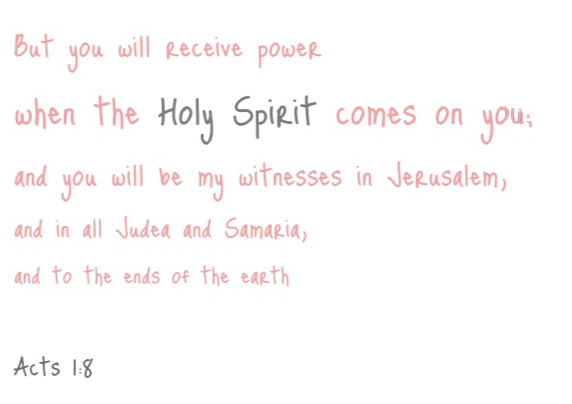 But you will receive power
when the Holy Spirit comes on you;
and you will be my witnesses in Jerusalem,
and in all Judea and Samaria,
and to the ends of the earth
Acts 1:8